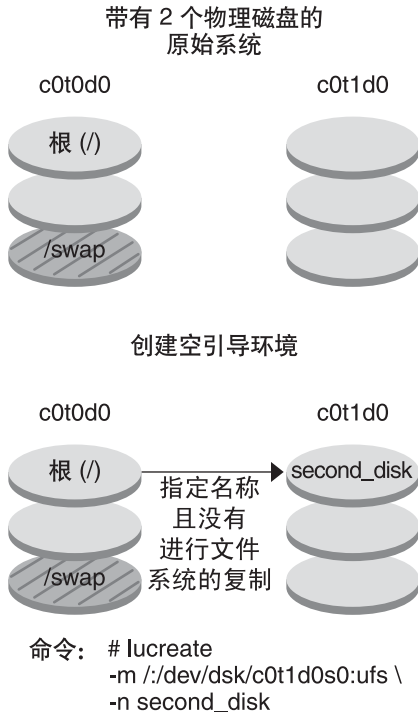 带有 2 个物理磁盘的
原始系统
c0t0d0
c0t1d0
根 (/)
/swap
创建空引导环境
c0t0d0
c0t1d0
根 (/)
second_disk
指定名称
且没有
进行文件
系统的复制
/swap
命令: # lucreate
-m /:/dev/dsk/c0t1d0s0:ufs \
-n second_disk